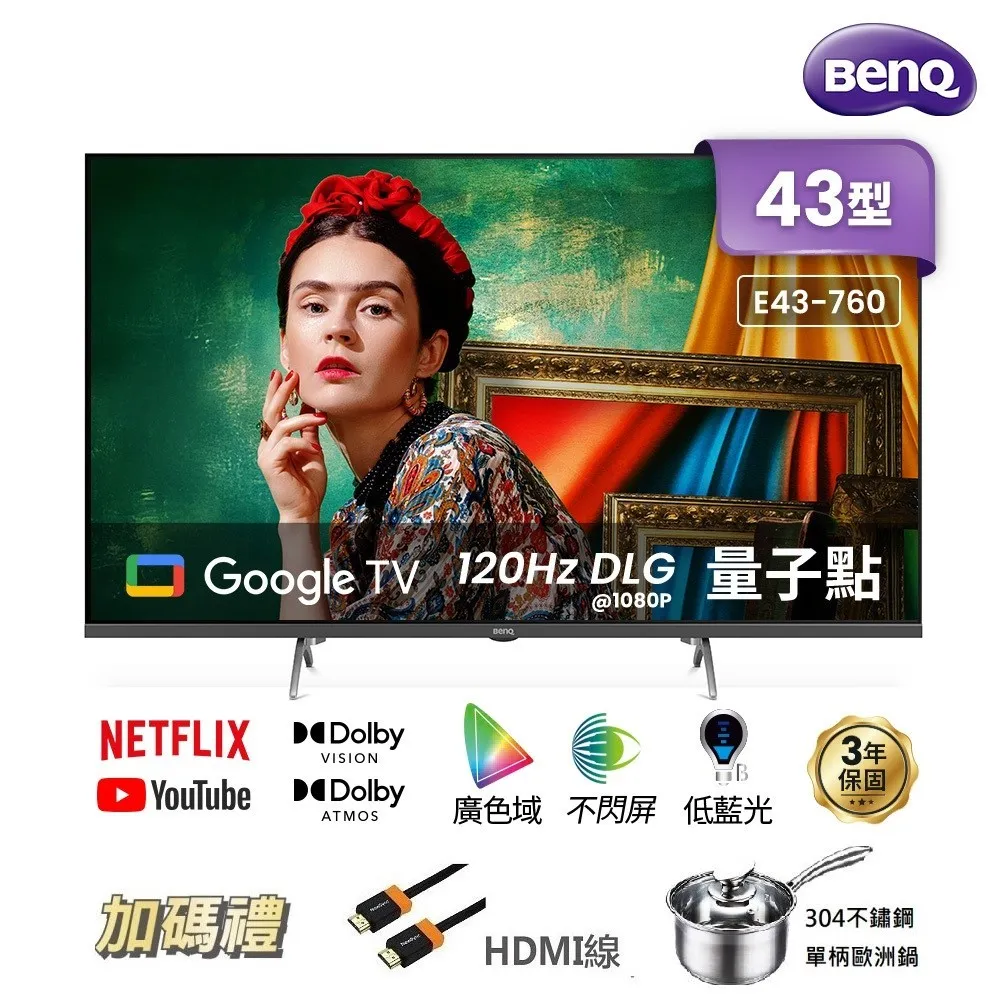 BenQ
43型
E43-760
Google TV
120Hz DLG
@1080P
量子點
BenQ
NETFLIX
Dolby
VISION
YouTube
Dolby
ATMOS
廣色域
不閃屏
B
低藍光
3年
保固
加碼禮
HDMI線
304不鏽鋼
單柄歐洲鍋